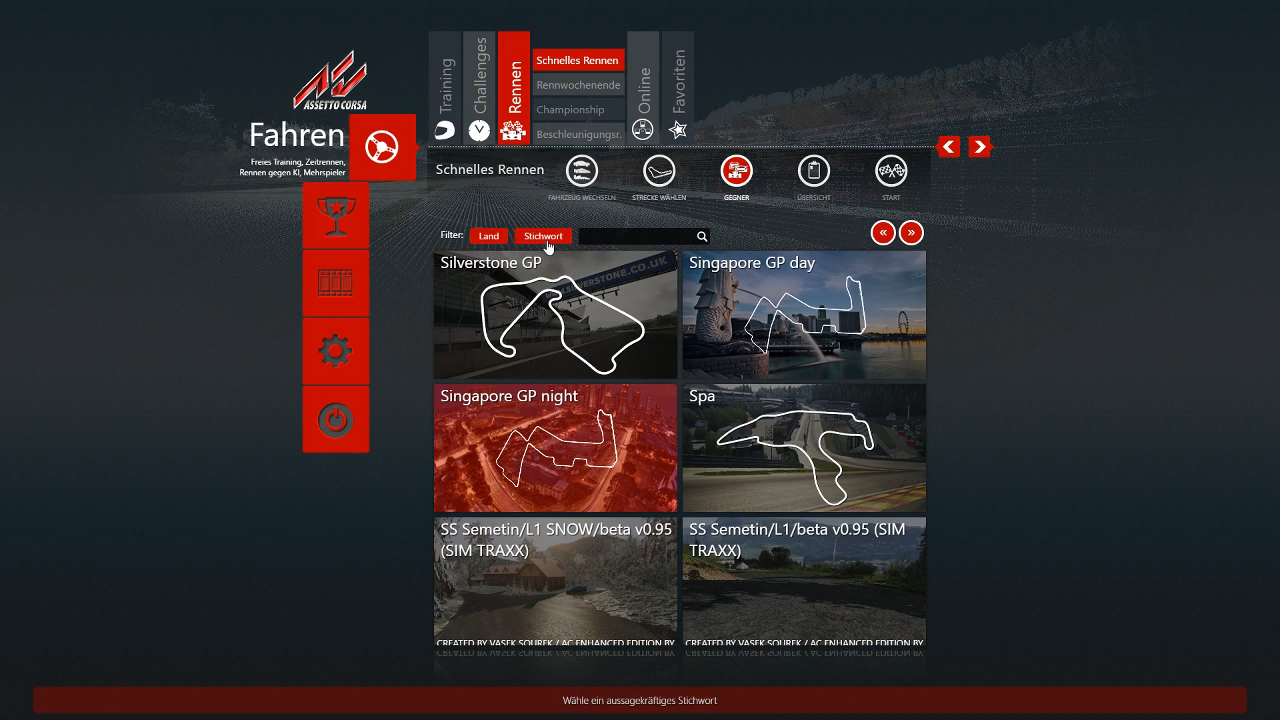 ASSETTO CORSA
Fahren
Freies Training, Zeitrennen,
Rennen gegen KI, Mehrspieler
Training
Challenges
Rennen
Schnelles Rennen
Rennwochenende
Championship
Beschleunigungsr.
Online
Favoriten
Schnelles Rennen
FAHRZEUG WECHSELN
STRECKE WÄHLEN
GEGNER
ÜBERSICHT
START
Filter:
Land
Stichwort
Silverstone GP
SILVERSTONE.CO.UK
Singapore GP day
Singapore GP night
Spa
SS Semetin/L1 SNOW/beta v0.95
(SIM TRAXX)
CREATED BY VASEK SOUREK / AC ENHANCED EDITION BY
SS Semetin/L1/beta v0.95 (SIM
TRAXX)
CREATED BY VASEK SOUREK / AC ENHANCED EDITION BY
Wähle ein aussagekräftiges Stichwort